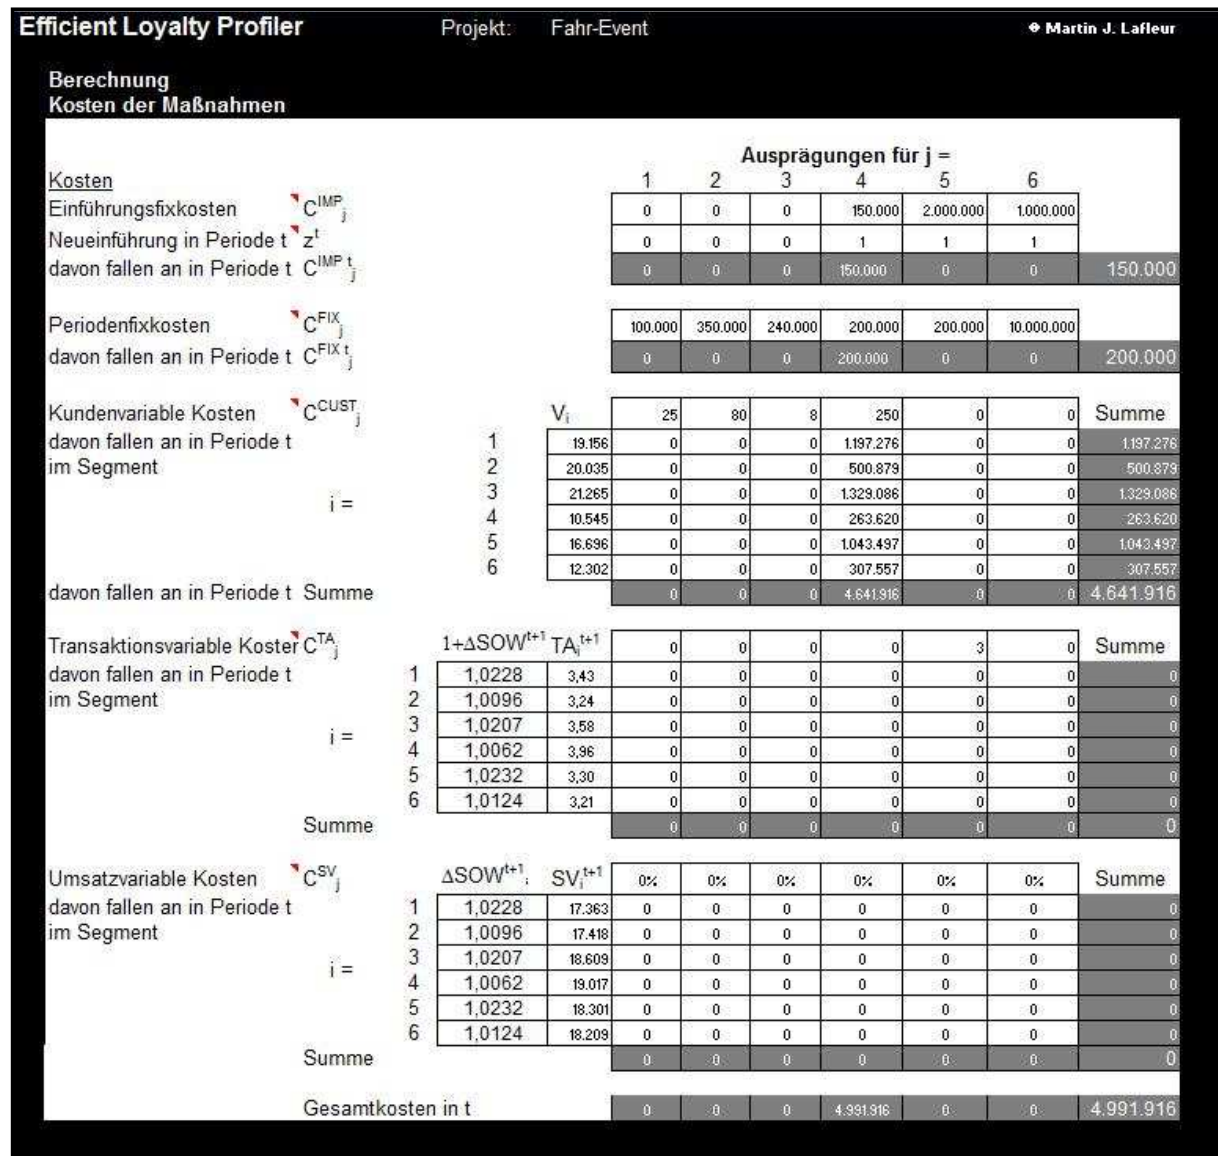 Efficient Loyalty Profiler Projekt: Fahr-Event Martin J. Lafleur
Berechnung
Kosten der Maßnahmen
Ausprägungen für j =
Kosten 1 2 3 4 5 6
Einführungsfixkosten C^IMP_j 0 0 0 150.000 2.000.000 1.000.000
Neueinführung in Periode t z^t 0 0 0 1 1 1
davon fallen an in Periode t C^IMP t_j 0 0 0 150.000 0 0 150.000
Periodenfixkosten C^FIX_j 100.000 350.000 240.000 200.000 200.000 10.000.000
davon fallen an in Periode t C^FIX t_j 0 0 0 200.000 0 0 200.000
Kundenvariable Kosten C^CUST_j V_i 25 80 8 250 0 0 Summe
davon fallen an in Periode t 1 19.156 0 0 0 1.197.276 0 0 1.197.276
im Segment 2 20.035 0 0 0 500.879 0 0 500.879
i = 3 21.265 0 0 0 1.329.086 0 0 1.329.086
4 10.545 0 0 0 263.620 0 0 263.620
5 16.696 0 0 0 1.043.497 0 0 1.043.497
6 12.302 0 0 0 307.557 0 0 307.557
davon fallen an in Periode t Summe 0 0 0 4.641.916 0 0 4.641.916
Transaktionsvariable Koster C^TA_j 1+ΔSOW^t+1 TA_i^t+1 0 0 0 0 3 0 Summe
davon fallen an in Periode t 1 1,0228 3,43 0 0 0 0 0 0 0
im Segment 2 1,0096 3,24 0 0 0 0 0 0 0
i = 3 1,0207 3,58 0 0 0 0 0 0 0
4 1,0062 3,96 0 0 0 0 0 0 0
5 1,0232 3,30 0 0 0 0 0 0 0
6 1,0124 3,21 0 0 0 0 0 0 0
Summe 0 0 0 0 0 0 0
Umsatzvariable Kosten C^SV_j ΔSOW^t+1_i SV_i^t+1 0% 0% 0% 0% 0% 0% Summe
davon fallen an in Periode t 1 1,0228 17.363 0 0 0 0 0 0 0
im Segment 2 1,0096 17.418 0 0 0 0 0 0 0
i = 3 1,0207 18.609 0 0 0 0 0 0 0
4 1,0062 19.017 0 0 0 0 0 0 0
5 1,0232 18.301 0 0 0 0 0 0 0
6 1,0124 18.209 0 0 0 0 0 0 0
Summe 0 0 0 0 0 0 0
Gesamtkosten in t 0 0 0 4.991.916 0 0 4.991.916